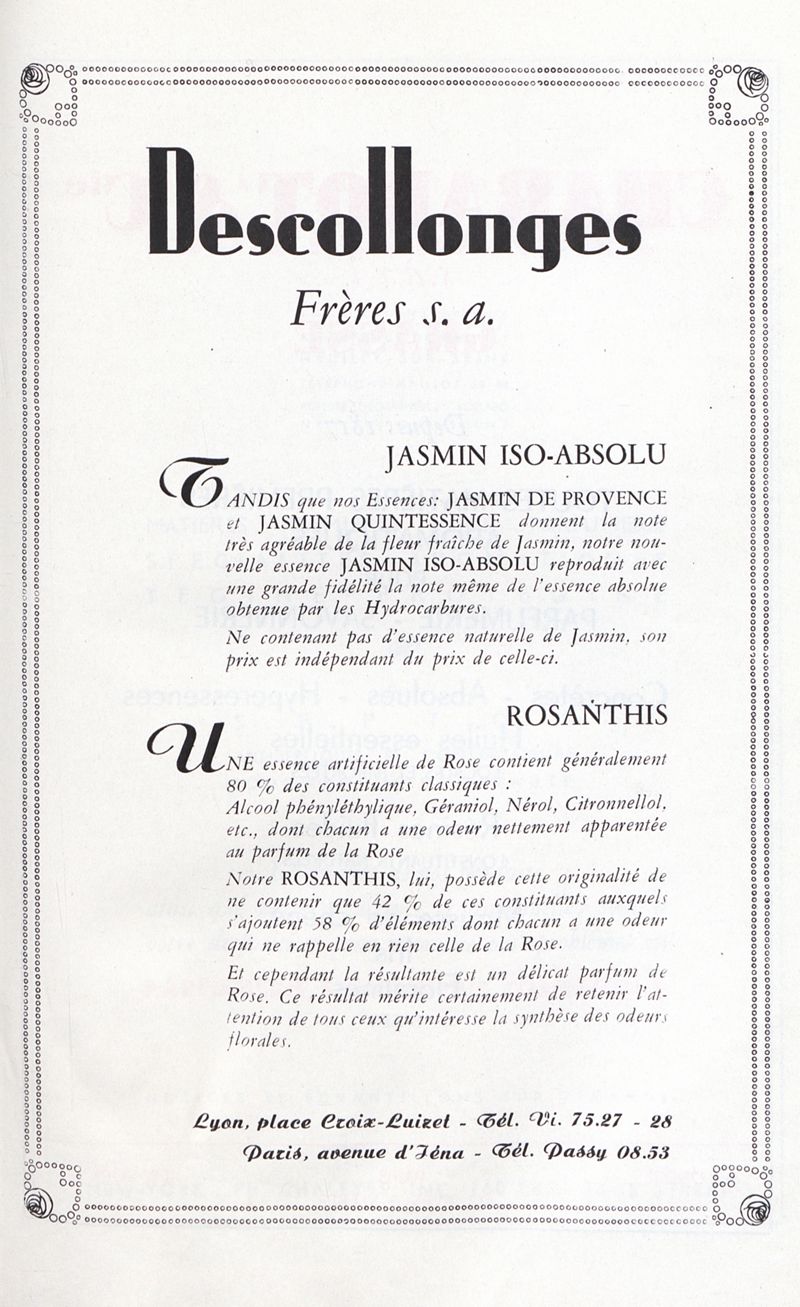 Descollonges
Frères s. a.
JASMIN ISO-ABSOLU
TANDIS que nos Essences: JASMIN DE PROVENCE
et JASMIN QUINTESSENCE donnent la note
très agréable de la fleur fraîche de Jasmin, notre nou-
velle essence JASMIN ISO-ABSOLU reproduit avec
une grande fidélité la note même de l'essence absolue
obtenue par les Hydrocarbures.
Ne contenant pas d'essence naturelle de Jasmin, son
prix est indépendant du prix de celle-ci.
ROSANTHIS
UNE essence artificielle de Rose contient généralement
80 % des constituants classiques :
Alcool phényléthylique, Géraniol, Nérol, Citronnellol,
etc., dont chacun a une odeur nettement apparentée
au parfum de la Rose
Notre ROSANTHIS, lui, possède cette originalité de
ne contenir que 42 % de ces constituants auxquels
s'ajoutent 58 % d'éléments dont chacun a une odeur
qui ne rappelle en rien celle de la Rose.
Et cependant la résultante est un délicat parfum de
Rose. Ce résultat mérite certainement de retenir l'at-
tention de tous ceux qu'intéresse la synthèse des odeurs
florales.
Lyon, place Croix-Luizet - Tél. Vi. 75.27 - 28
Paris, avenue d'Iéna - Tél. Passy 08.53